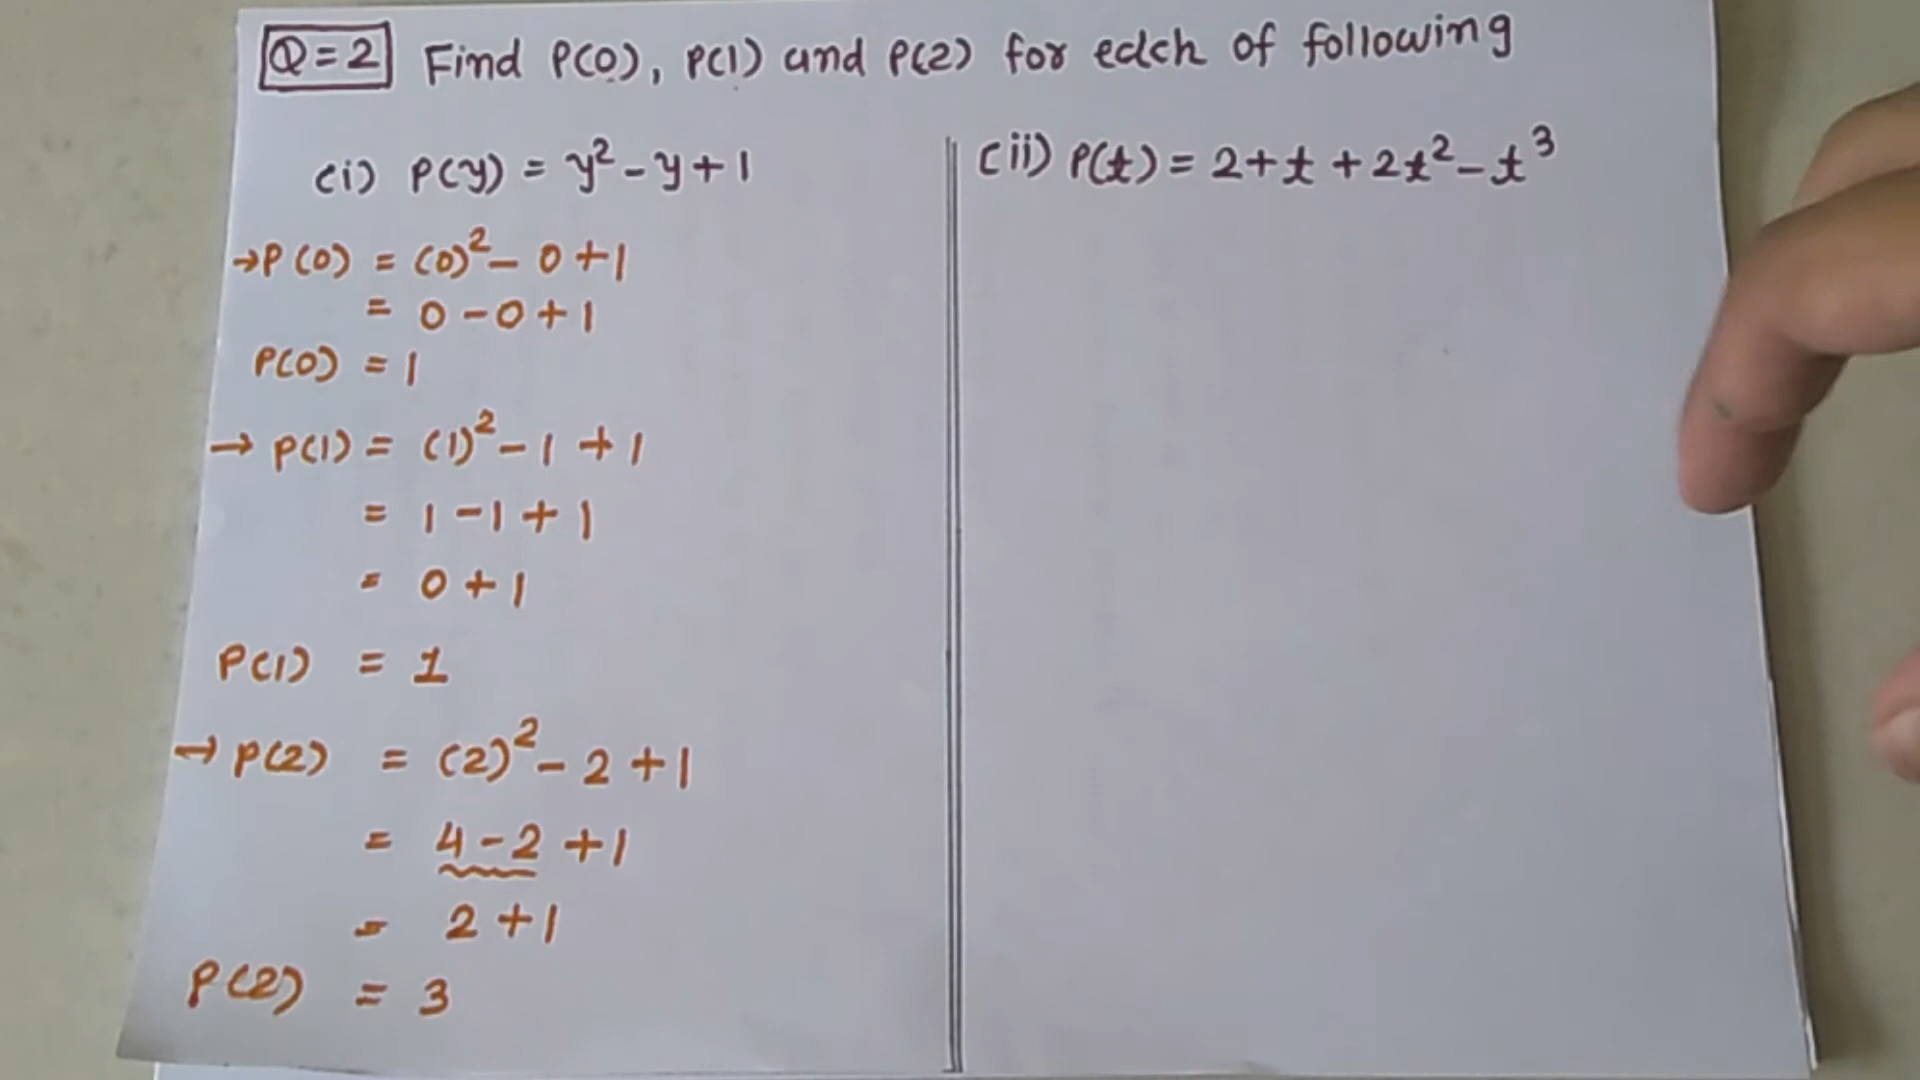 Q=2 Find P(0), P(1) and P(2) for each of following
(i) P(y) = y² - y + 1
→ P(0) = (0)² - 0 + 1
= 0 - 0 + 1
P(0) = 1
→ P(1) = (1)² - 1 + 1
= 1 - 1 + 1
= 0 + 1
P(1) = 1
→ P(2) = (2)² - 2 + 1
= 4 - 2 + 1
= 2 + 1
P(2) = 3
(ii) P(t) = 2 + t + 2t² - t³